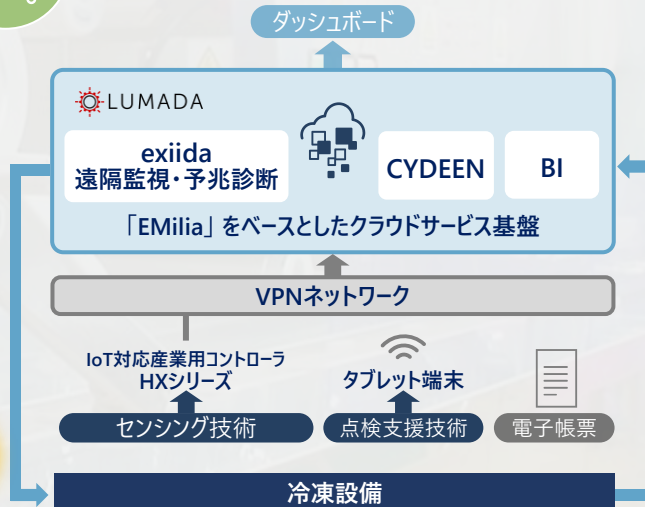 ダッシュボード
LUMADA
exiida
遠隔監視・予兆診断
CYDEEN
BI
「EMilia」をベースとしたクラウドサービス基盤
VPNネットワーク
IoT対応産業用コントローラ
HXシリーズ
タブレット端末
センシング技術
点検支援技術
電子帳票
冷凍設備